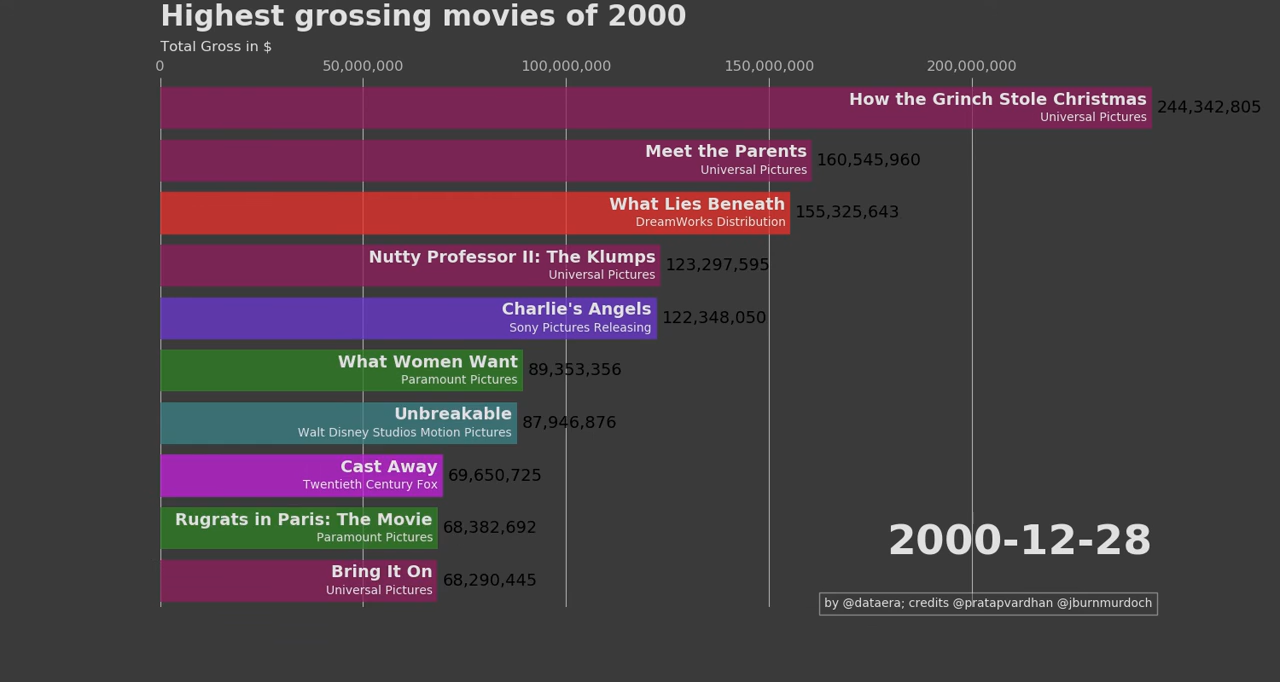 Highest grossing movies of 2000
Total Gross in $
0 50,000,000 100,000,000 150,000,000 200,000,000
How the Grinch Stole Christmas 244,342,805
Universal Pictures
Meet the Parents 160,545,960
Universal Pictures
What Lies Beneath 155,325,643
DreamWorks Distribution
Nutty Professor II: The Klumps 123,297,595
Universal Pictures
Charlie's Angels 122,348,050
Sony Pictures Releasing
What Women Want 89,353,356
Paramount Pictures
Unbreakable 87,946,876
Walt Disney Studios Motion Pictures
Cast Away 69,650,725
Twentieth Century Fox
Rugrats in Paris: The Movie 68,382,692
Paramount Pictures
Bring It On 68,290,445
Universal Pictures
2000-12-28
by @dataera; credits @pratapvardhan @jburnmurdoch